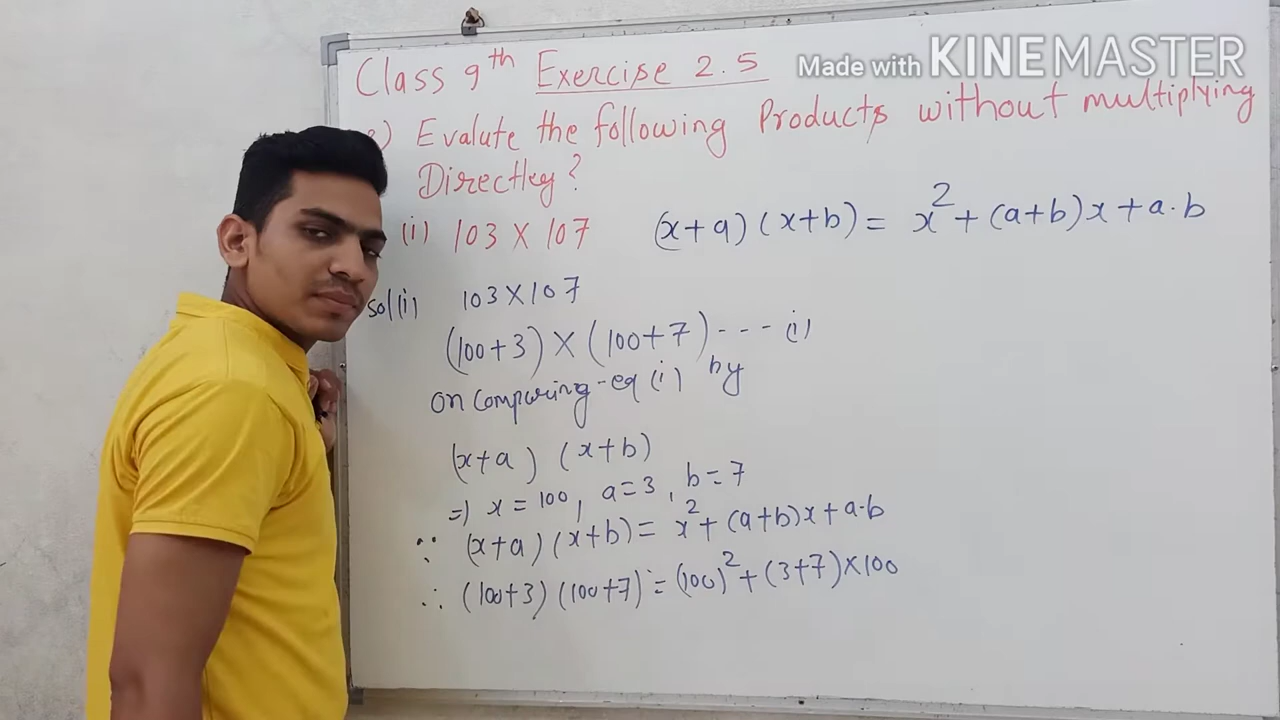 Made with KINEMASTER
Class 9th Exercise 2.5
) Evalute the following Products without multiplying
Directley?
(i) 103 X 107 (x+a) (x+b) = x² + (a+b)x + a·b
sol(i) 103 X 107
(100+3) X (100+7) --- (i)
on comparing eq (i) by
(x+a) (x+b)
=) x = 100, a=3, b=7
∵ (x+a) (x+b) = x² + (a+b)x + a·b
∴ (100+3) (100+7) = (100)² + (3+7) X 100